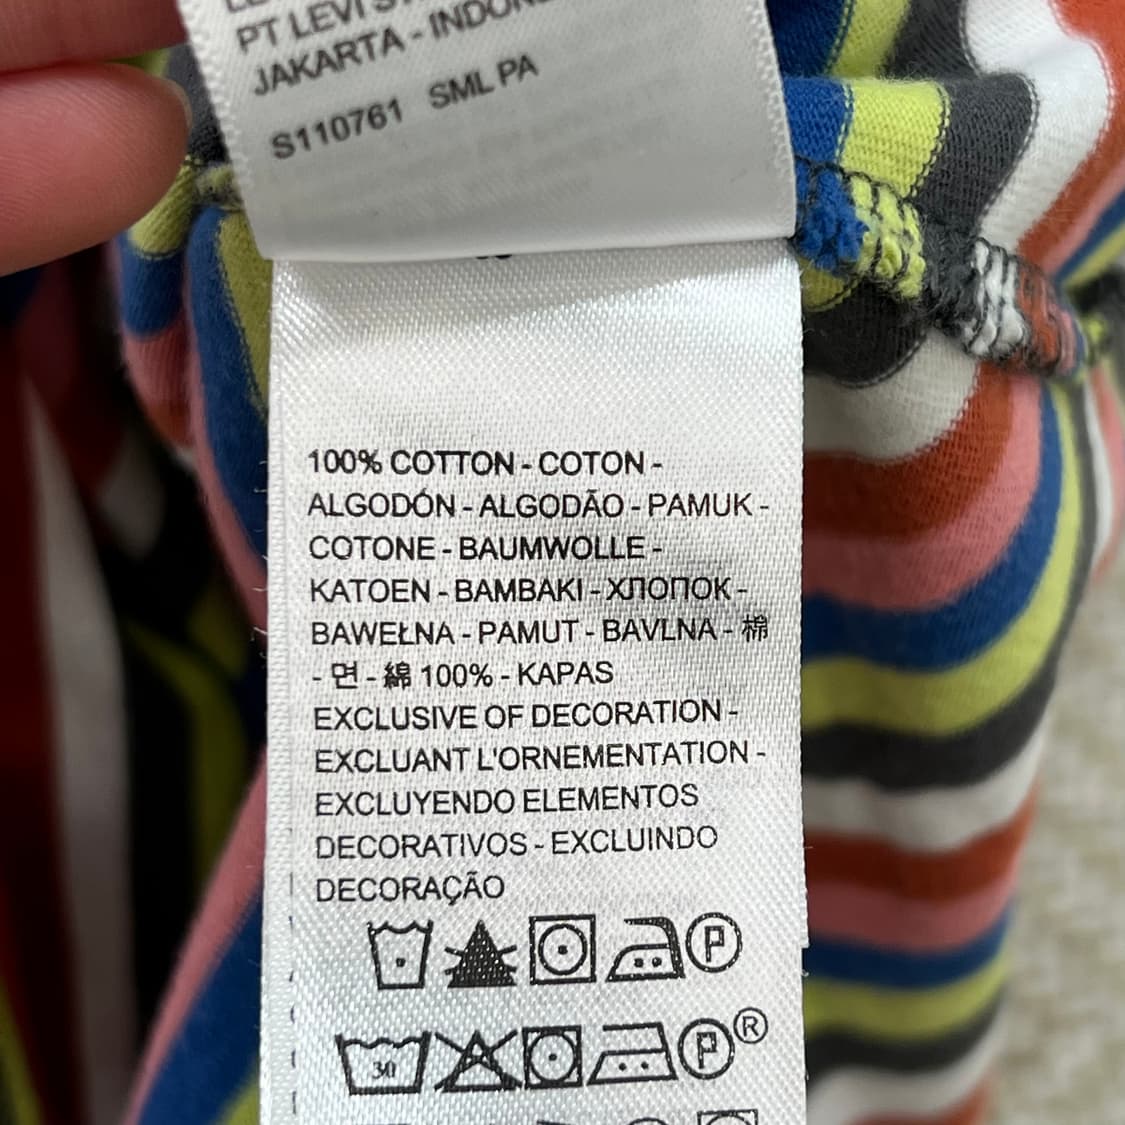 PT LEVI
JAKARTA - INDON
S110761 SML PA
100% COTTON - COTON -
ALGODÓN - ALGODÃO - PAMUK -
COTONE - BAUMWOLLE -
KATOEN - BAMBAKI - ХЛОПОК -
BAWEŁNA - PAMUT - BAVLNA - 棉
- 면 - 綿 100% - KAPAS
EXCLUSIVE OF DECORATION -
EXCLUANT L'ORNEMENTATION -
EXCLUYENDO ELEMENTOS
DECORATIVOS - EXCLUINDO
DECORAÇÃO
P
30 P ®